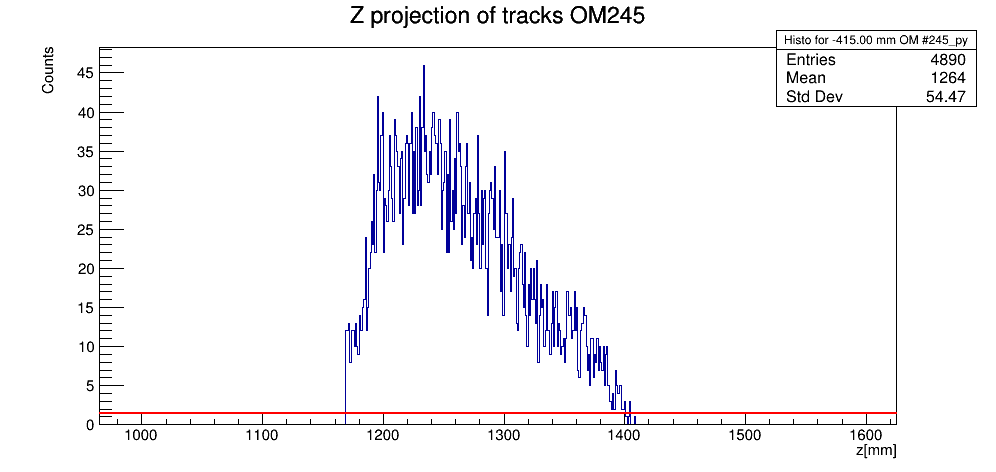 Z projection of tracks OM245
Histo for -415.00 mm OM #245_py
Entries 4890
Mean 1264
Std Dev 54.47
Counts
45
40
35
30
25
20
15
10
5
0
1000 1100 1200 1300 1400 1500 1600
z[mm]